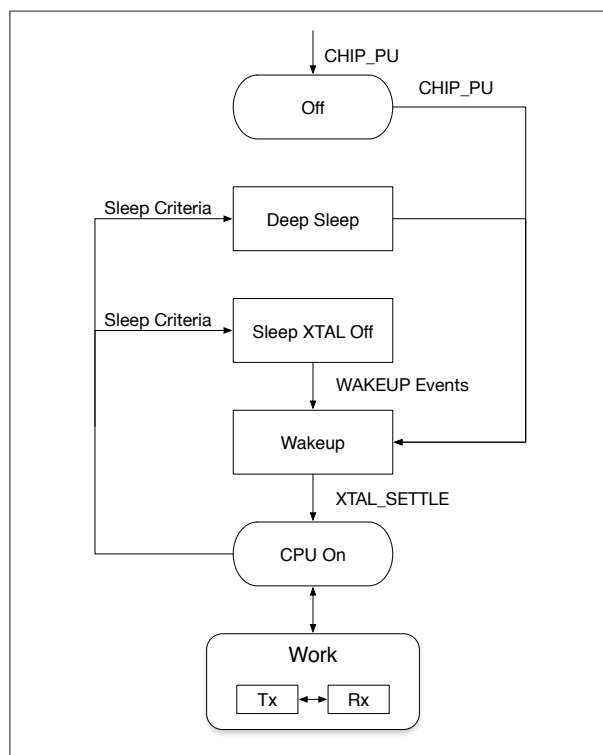 CHIP_PU
CHIP_PU
Off
Sleep Criteria
Deep Sleep
Sleep Criteria
Sleep XTAL Off
WAKEUP Events
Wakeup
XTAL_SETTLE
CPU On
Work
Tx
Rx